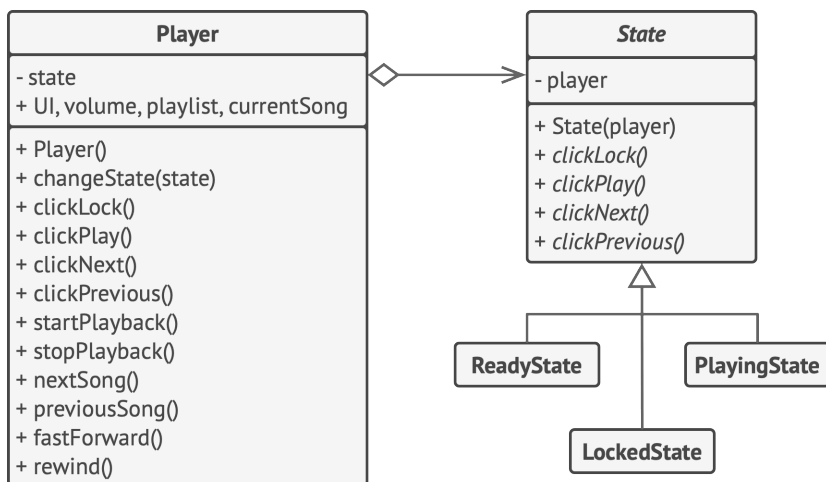 Player
- state
+ UI, volume, playlist, currentSong
+ Player()
+ changeState(state)
+ clickLock()
+ clickPlay()
+ clickNext()
+ clickPrevious()
+ startPlayback()
+ stopPlayback()
+ nextSong()
+ previousSong()
+ fastForward()
+ rewind()
State
- player
+ State(player)
+ clickLock()
+ clickPlay()
+ clickNext()
+ clickPrevious()
ReadyState
PlayingState
LockedState